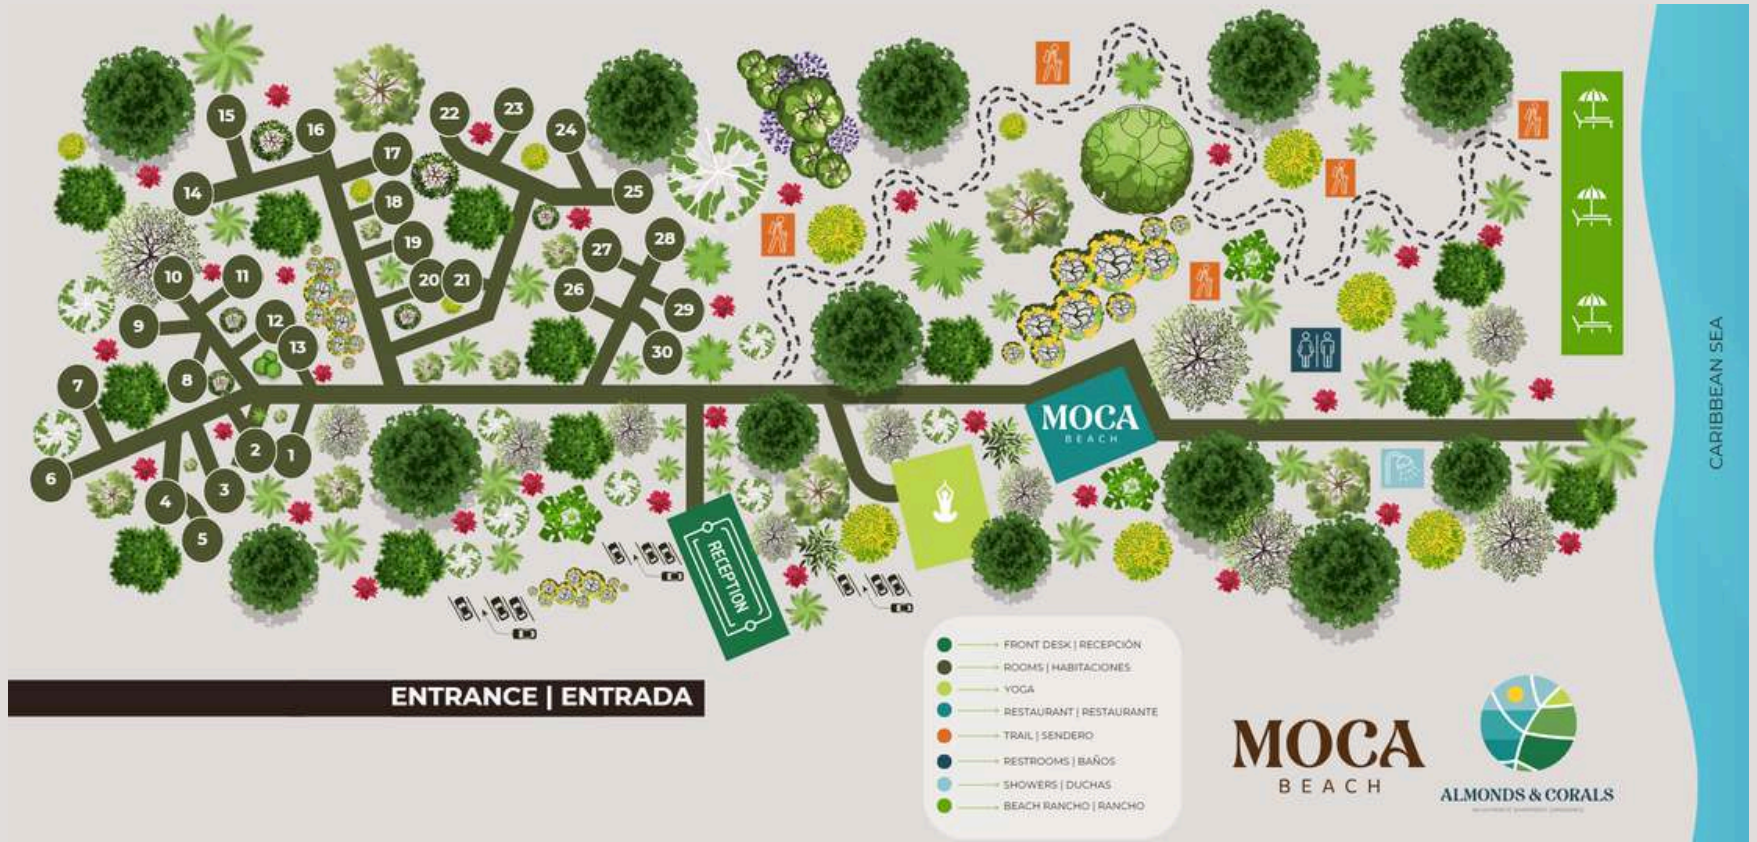 15
16
22
23
24
17
14
18
25
19
27
28
10
11
20
21
26
29
9
12
13
30
7
8
6
2
1
4
3
5
MOCA
BEACH
RECEPTION
CARIBBEAN SEA
ENTRANCE | ENTRADA
FRONT DESK | RECEPCIÓN
ROOMS | HABITACIONES
YOGA
RESTAURANT | RESTAURANTE
TRAIL | SENDERO
RESTROOMS | BAÑOS
SHOWERS | DUCHAS
BEACH RANCHO | RANCHO
MOCA
BEACH
ALMONDS & CORALS